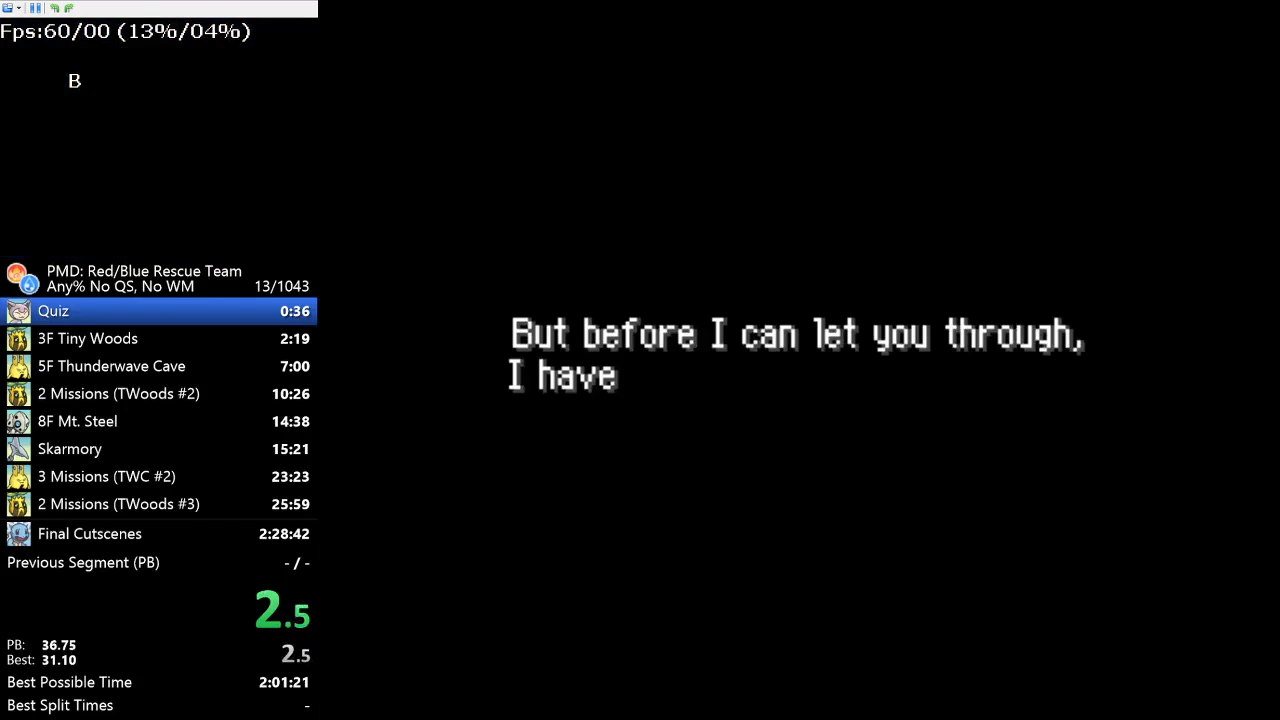 Fps:60/00 (13%/04%)
B
PMD: Red/Blue Rescue Team
Any% No QS, No WM 13/1043
Quiz 0:36
3F Tiny Woods 2:19
5F Thunderwave Cave 7:00
2 Missions (TWoods #2) 10:26
8F Mt. Steel 14:38
Skarmory 15:21
3 Missions (TWC #2) 23:23
2 Missions (TWoods #3) 25:59
Final Cutscenes 2:28:42
Previous Segment (PB) - / -
2.5
PB: 36.75
Best: 31.10 2.5
Best Possible Time 2:01:21
Best Split Times -
But before I can let you through,
I have